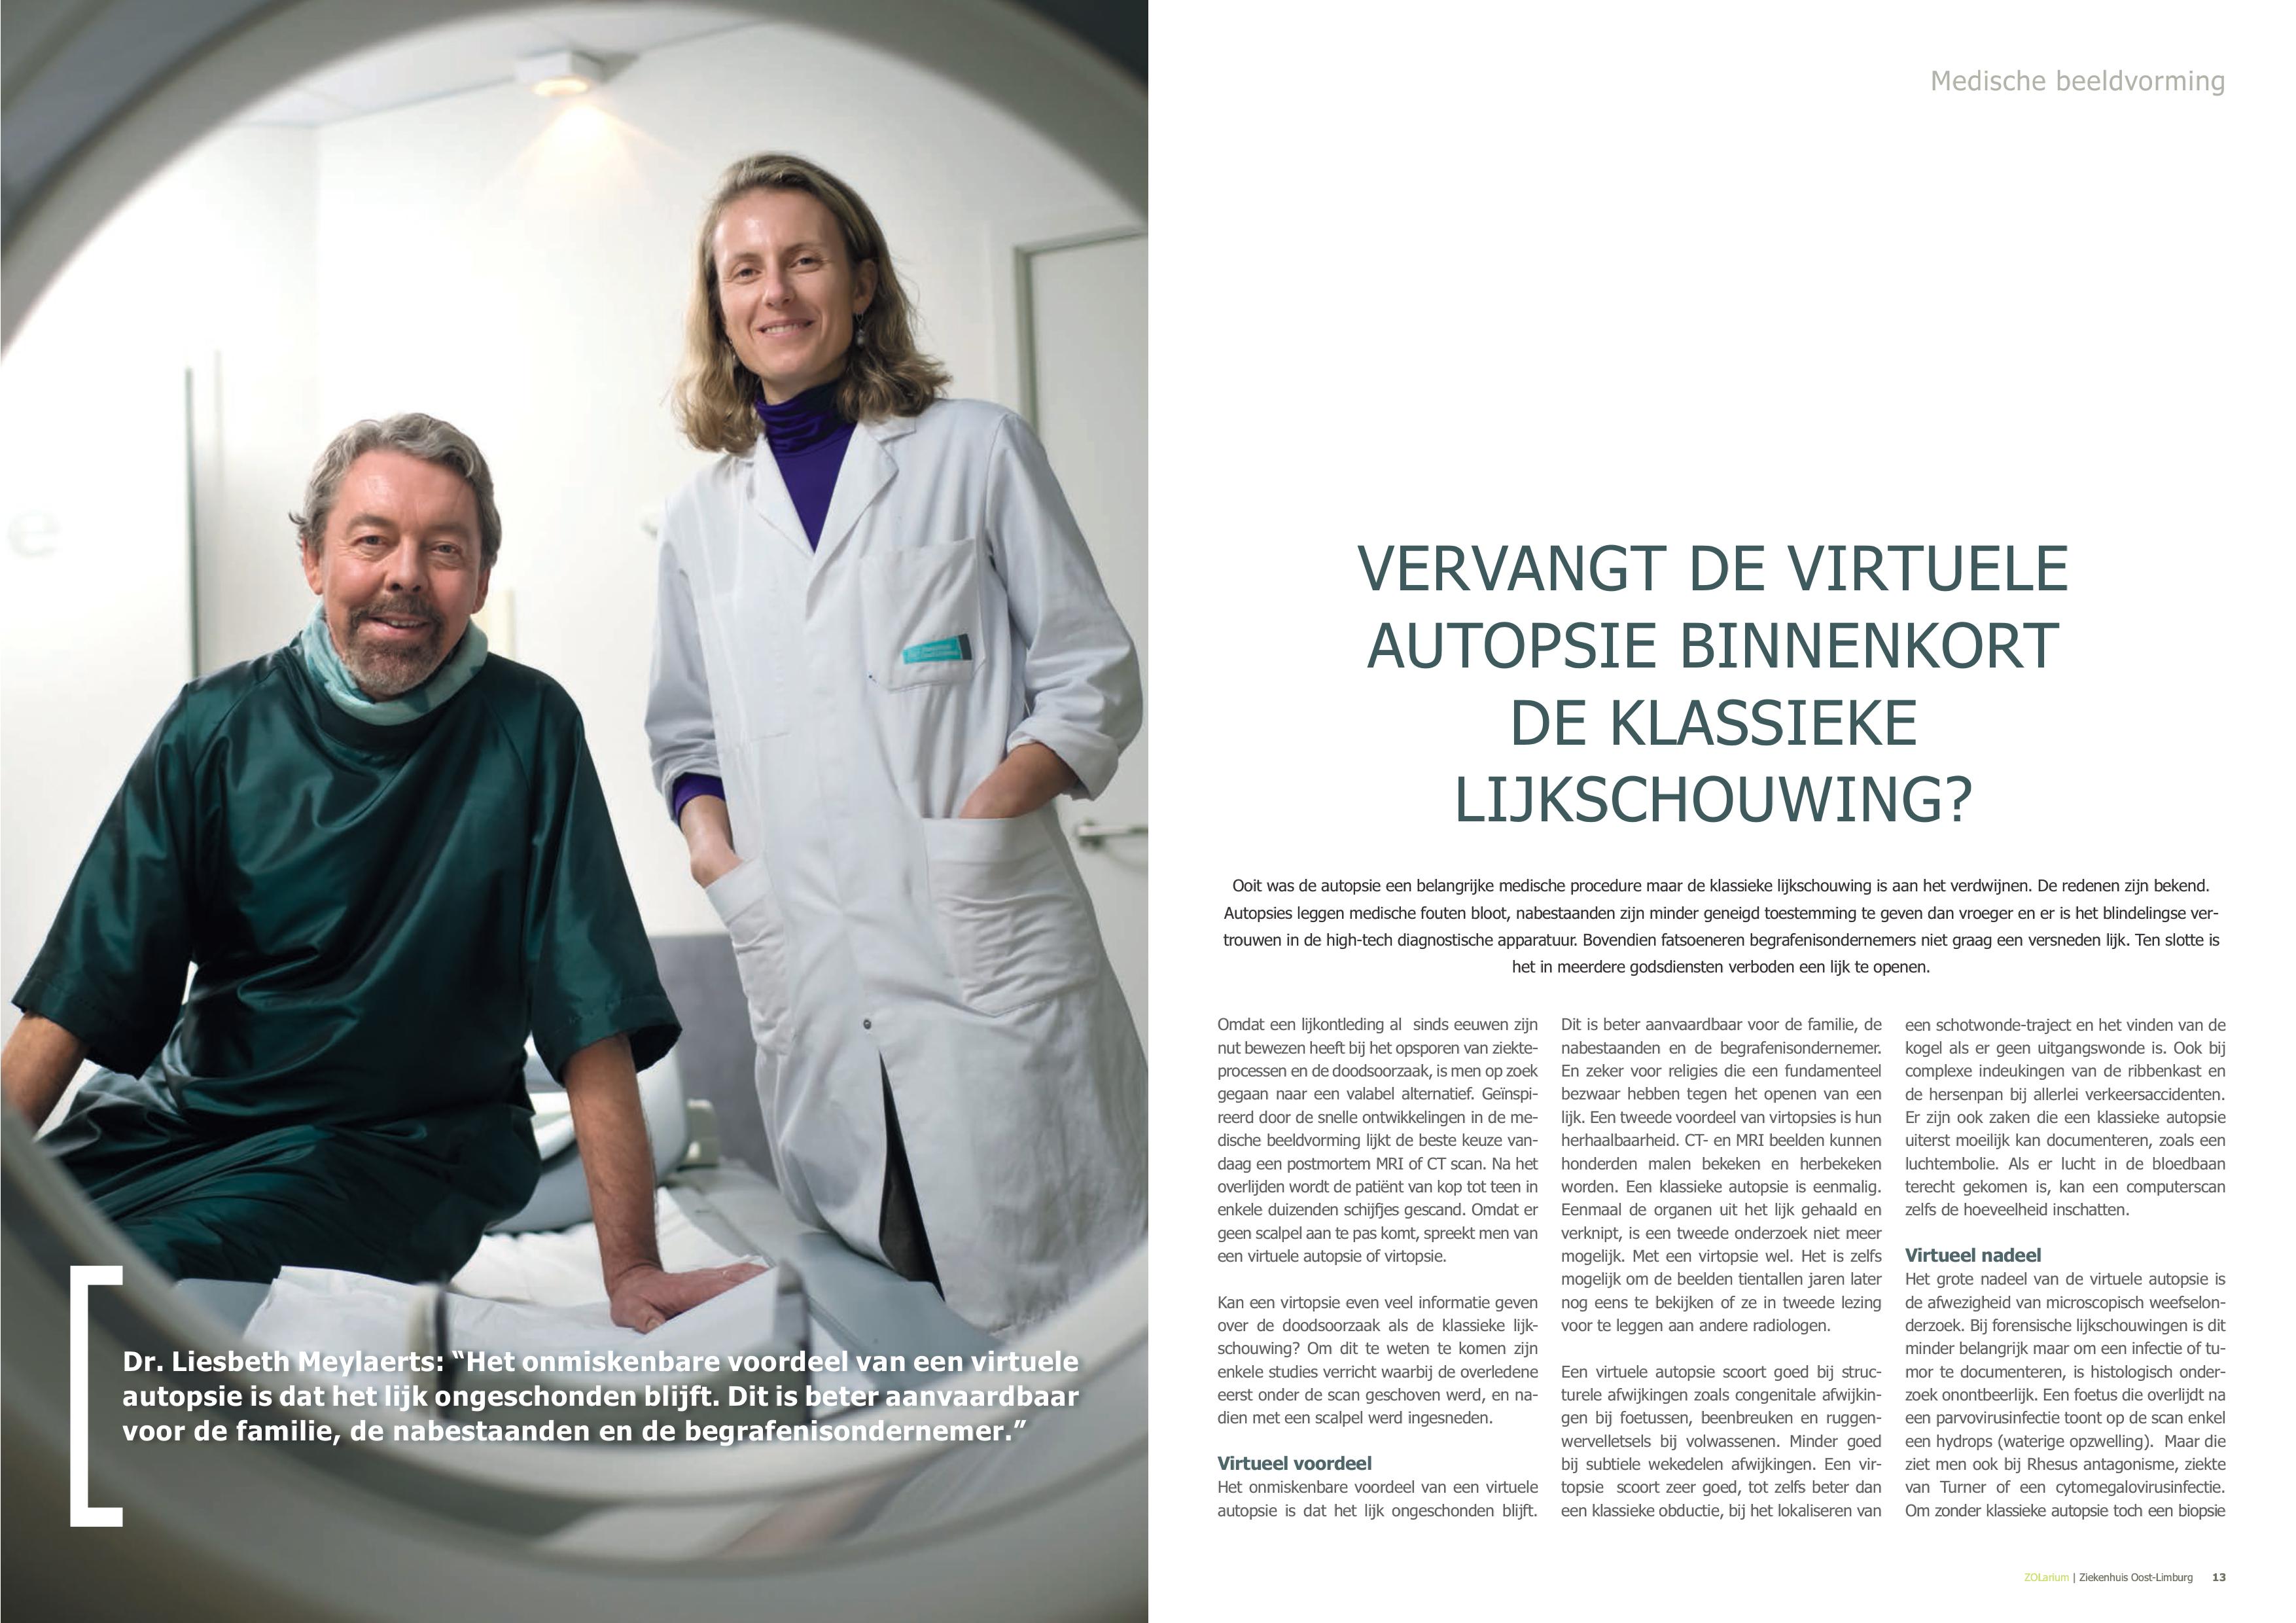 Dr. Liesbeth Meylaerts: “Het onmiskenbare voordeel van een virtuele
autopsie is dat het lijk ongeschonden blijft. Dit is beter aanvaardbaar
voor de familie, de nabestaanden en de begrafenisondernemer.”
Medische beeldvorming
VERVANGT DE VIRTUELE
AUTOPSIE BINNENKORT
DE KLASSIEKE
LIJKSCHOUWING?
Ooit was de autopsie een belangrijke medische procedure maar de klassieke lijkschouwing is aan het verdwijnen. De redenen zijn bekend.
Autopsies leggen medische fouten bloot, nabestaanden zijn minder geneigd toestemming te geven dan vroeger en er is het blindelingse ver-
trouwen in de high-tech diagnostische apparatuur. Bovendien fatsoeneren begrafenisondernemers niet graag een versneden lijk. Ten slotte is
het in meerdere godsdiensten verboden een lijk te openen.
Omdat een lijkontleding al sinds eeuwen zijn
nut bewezen heeft bij het opsporen van ziekte-
processen en de doodsoorzaak, is men op zoek
gegaan naar een valabel alternatief. Geïnspi-
reerd door de snelle ontwikkelingen in de me-
dische beeldvorming lijkt de beste keuze van-
daag een postmortem MRI of CT scan. Na het
overlijden wordt de patiënt van kop tot teen in
enkele duizenden schijfjes gescand. Omdat er
geen scalpel aan te pas komt, spreekt men van
een virtuele autopsie of virtopsie.
Kan een virtopsie even veel informatie geven
over de doodsoorzaak als de klassieke lijk-
schouwing? Om dit te weten te komen zijn
enkele studies verricht waarbij de overledene
eerst onder de scan geschoven werd, en na-
dien met een scalpel werd ingesneden.
Virtueel voordeel
Het onmiskenbare voordeel van een virtuele
autopsie is dat het lijk ongeschonden blijft.
Dit is beter aanvaardbaar voor de familie, de
nabestaanden en de begrafenisondernemer.
En zeker voor religies die een fundamenteel
bezwaar hebben tegen het openen van een
lijk. Een tweede voordeel van virtopsies is hun
herhaalbaarheid. CT- en MRI beelden kunnen
honderden malen bekeken en herbekeken
worden. Een klassieke autopsie is eenmalig.
Eenmaal de organen uit het lijk gehaald en
verknipt, is een tweede onderzoek niet meer
mogelijk. Met een virtopsie wel. Het is zelfs
mogelijk om de beelden tientallen jaren later
nog eens te bekijken of ze in tweede lezing
voor te leggen aan andere radiologen.
Een virtuele autopsie scoort goed bij struc-
turele afwijkingen zoals congenitale afwijkin-
gen bij foetussen, beenbreuken en ruggen-
wervelletsels bij volwassenen. Minder goed
bij subtiele wekedelen afwijkingen. Een vir-
topsie scoort zeer goed, tot zelfs beter dan
een klassieke obductie, bij het lokaliseren van
een schotwonde-traject en het vinden van de
kogel als er geen uitgangswonde is. Ook bij
complexe indeukingen van de ribbenkast en
de hersenpan bij allerlei verkeersaccidenten.
Er zijn ook zaken die een klassieke autopsie
uiterst moeilijk kan documenteren, zoals een
luchtembolie. Als er lucht in de bloedbaan
terecht gekomen is, kan een computerscan
zelfs de hoeveelheid inschatten.
Virtueel nadeel
Het grote nadeel van de virtuele autopsie is
de afwezigheid van microscopisch weefselon-
derzoek. Bij forensische lijkschouwingen is dit
minder belangrijk maar om een infectie of tu-
mor te documenteren, is histologisch onder-
zoek onontbeerlijk. Een foetus die overlijdt na
een parvovirusinfectie toont op de scan enkel
een hydrops (waterige opzwelling). Maar die
ziet men ook bij Rhesus antagonisme, ziekte
van Turner of een cytomegalovirusinfectie.
Om zonder klassieke autopsie toch een biopsie
ZOLarium | Ziekenhuis Oost-Limburg 13